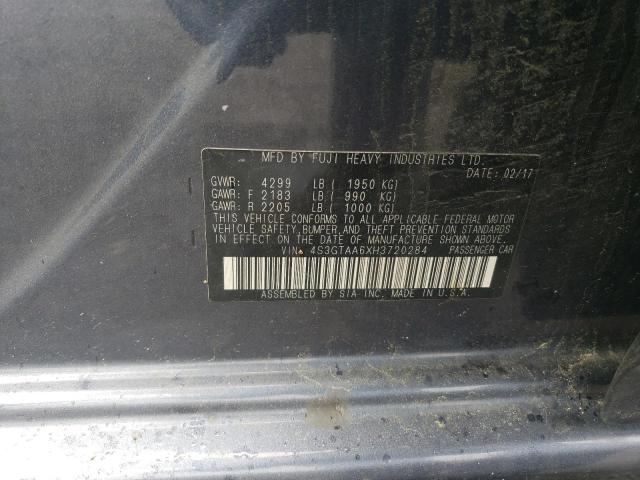 MFD BY FUJI HEAVY INDUSTRIES LTD.
DATE: 02/17
GVWR: 4299 LB ( 1950 KG)
GAWR: F 2183 LB ( 990 KG)
GAWR: R 2205 LB ( 1000 KG)
THIS VEHICLE CONFORMS TO ALL APPLICABLE FEDERAL MOTOR
VEHICLE SAFETY, BUMPER, AND THEFT PREVENTION STANDARDS
IN EFFECT ON THE DATE OF MANUFACTURE SHOWN ABOVE.
VIN: 4S3GTAA6XH3720284 PASSENGER CAR
ASSEMBLED BY SIA INC. MADE IN U.S.A.